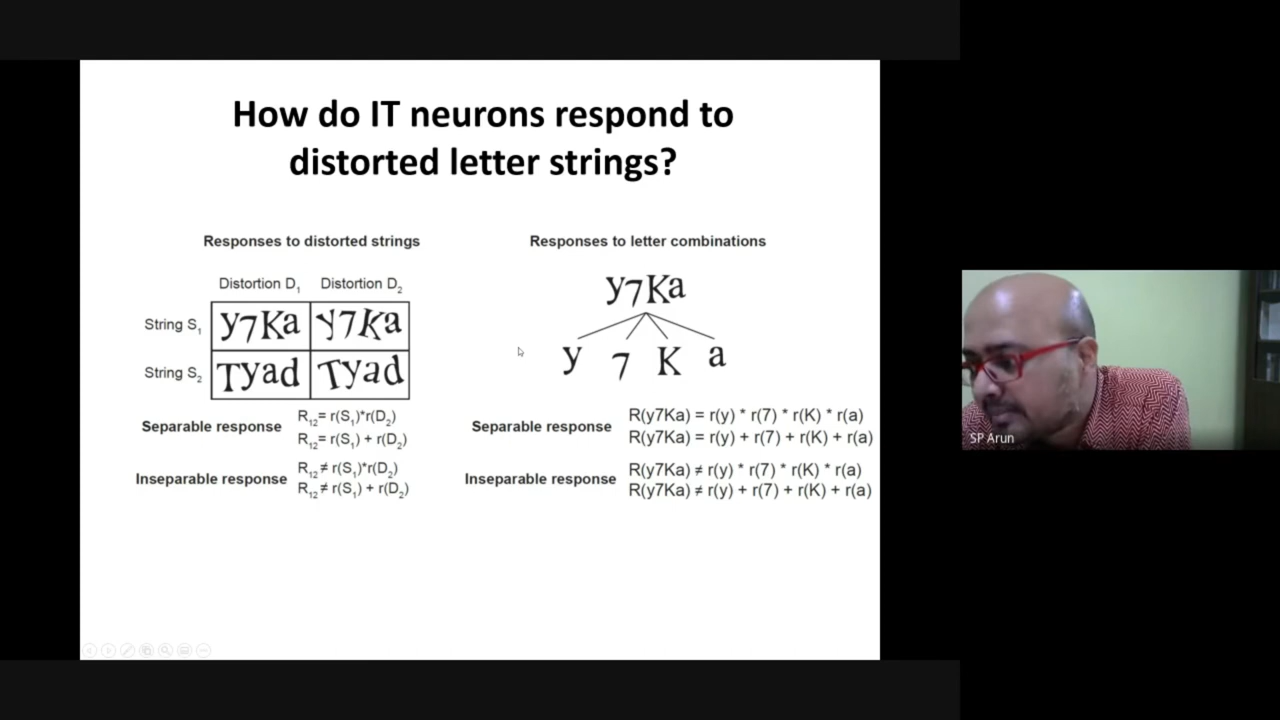 How do IT neurons respond to
distorted letter strings?
Responses to distorted strings
Distortion D1 Distortion D2
String S1 y7Ka y7Ka
String S2 Tyad Tyad
Separable response
R12= r(S1)*r(D2)
R12= r(S1) + r(D2)
Inseparable response
R12≠ r(S1)*r(D2)
R12≠ r(S1) + r(D2)
Responses to letter combinations
y7Ka
y 7 K a
Separable response
R(y7Ka) = r(y) * r(7) * r(K) * r(a)
R(y7Ka) = r(y) + r(7) + r(K) + r(a)
Inseparable response
R(y7Ka) ≠ r(y) * r(7) * r(K) * r(a)
R(y7Ka) ≠ r(y) + r(7) + r(K) + r(a)
SP Arun